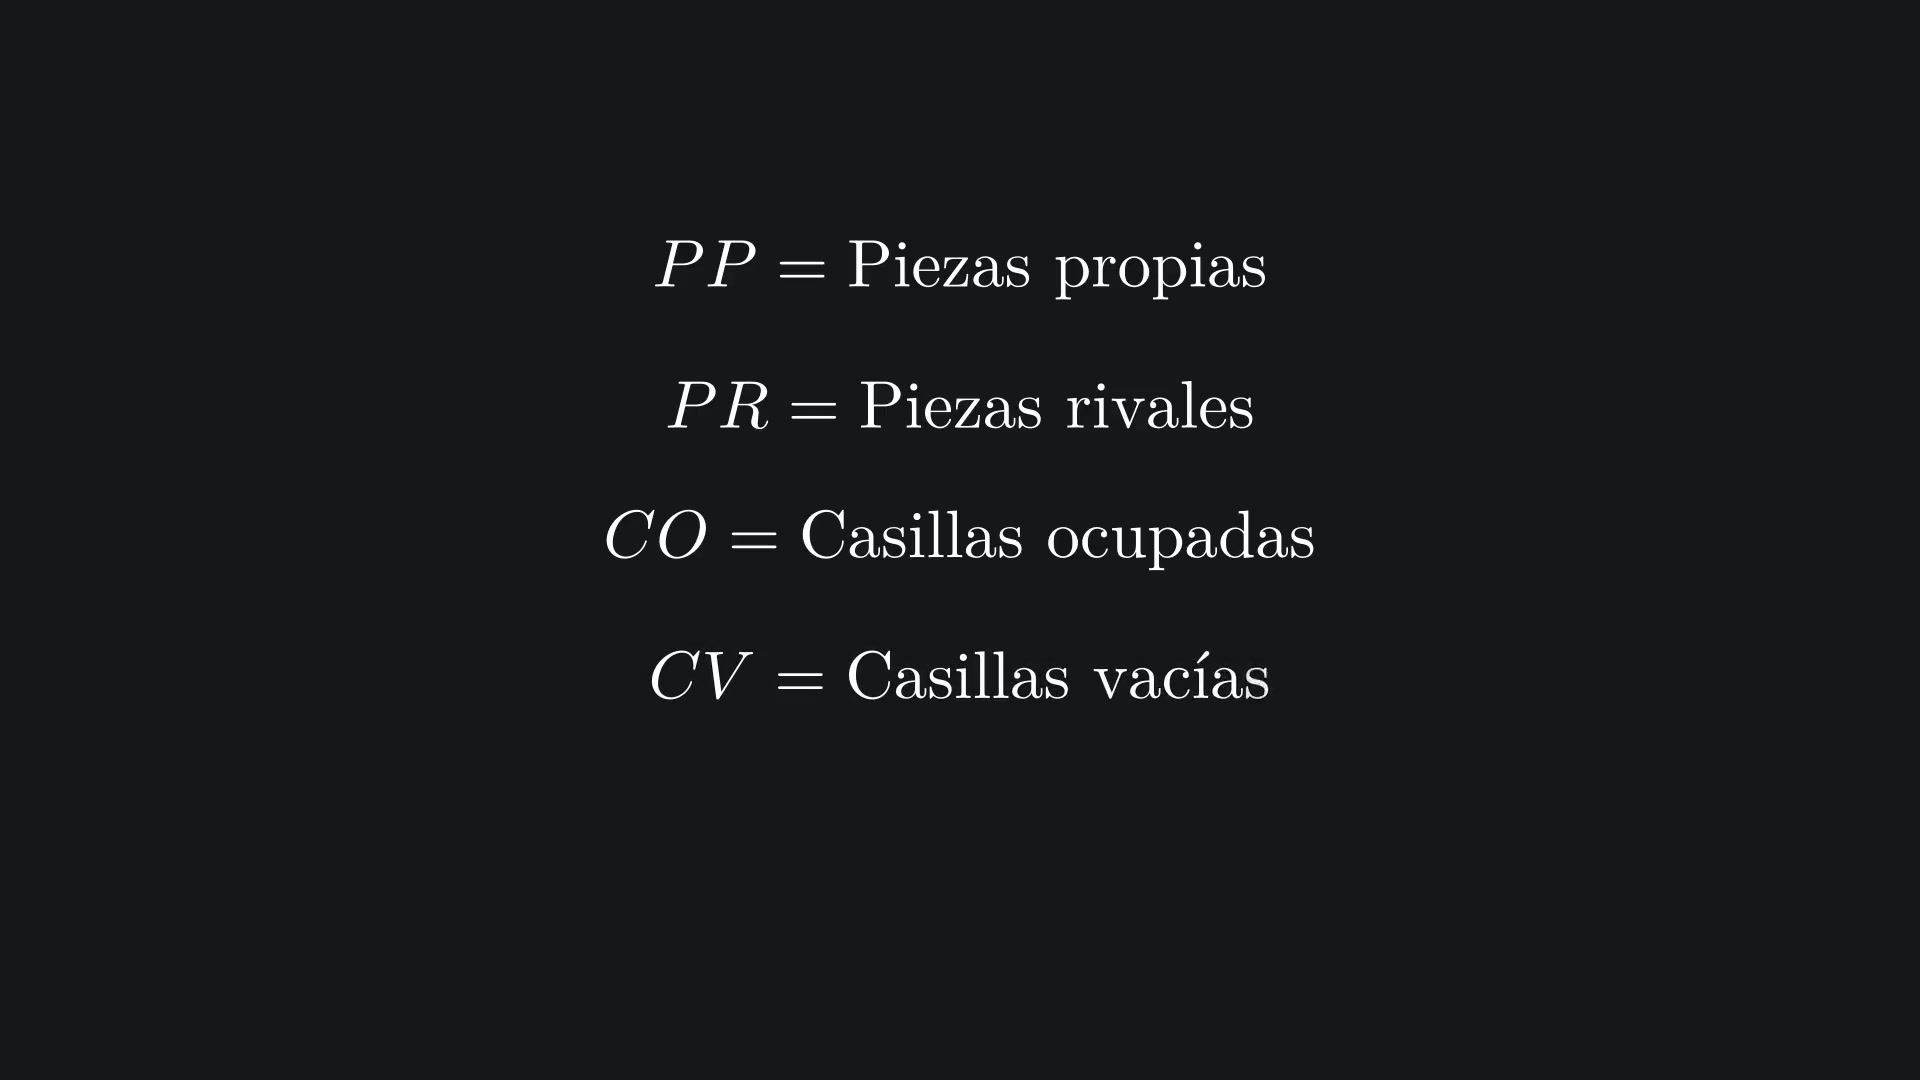 PP = Piezas propias
PR = Piezas rivales
CO = Casillas ocupadas
CV = Casillas vacías